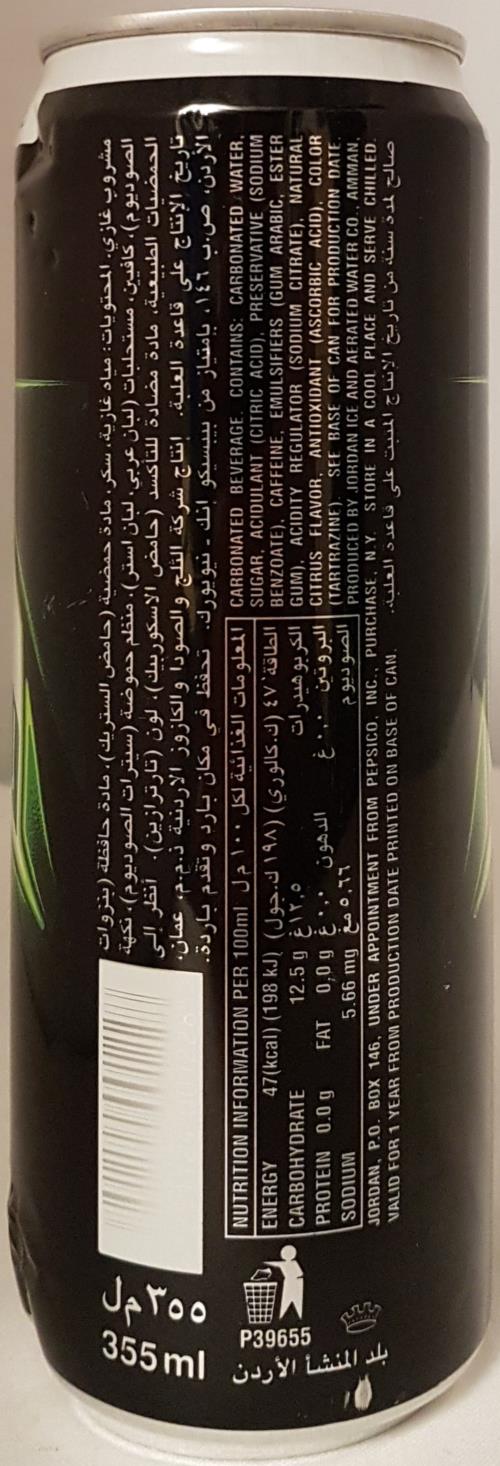 مشروب غازي. المحتويات: مياه غازية، سكر، مادة حمضية (حامض الستريك)، مادة حافظة (بنزوات
الصوديوم)، كافيين، مستحلبات (لبان عربي، لبان استر)، منظم حموضة (سيترات الصوديوم)، نكهة
الحمضيات الطبيعية، مادة مضادة للتأكسد (حامض الاسكوربيك)، لون (تارترازين). أنظر إلى
تاريخ الإنتاج على قاعدة العلبة. إنتاج شركة الثلج والصودا والكازوز الاردنية ذ.م.م. عمان،
الأردن، ص.ب ١٤٦، بامتياز من بيبسيكو إنك، نيويورك. تحفظ في مكان بارد وتقدم باردة.
صالح لمدة سنة من تاريخ الإنتاج المثبت على قاعدة العلبة.
CARBONATED BEVERAGE. CONTAINS: CARBONATED WATER,
SUGAR, ACIDULANT (CITRIC ACID), PRESERVATIVE (SODIUM
BENZOATE), CAFFEINE, EMULSIFIERS (GUM ARABIC, ESTER
GUM), ACIDITY REGULATOR (SODIUM CITRATE), NATURAL
CITRUS FLAVOR, ANTIOXIDANT (ASCORBIC ACID), COLOR
(TARTRAZINE). SEE BASE OF CAN FOR PRODUCTION DATE.
PRODUCED BY JORDAN ICE AND AERATED WATER CO., AMMAN,
JORDAN, P.O. BOX 146, UNDER APPOINTMENT FROM PEPSICO, INC., PURCHASE, N.Y. STORE IN A COOL PLACE AND SERVE CHILLED.
VALID FOR 1 YEAR FROM PRODUCTION DATE PRINTED ON BASE OF CAN.
NUTRITION INFORMATION PER 100ml المعلومات الغذائية لكل ١٠٠ م ل
ENERGY 47(kcal) (198 kJ) الطاقة ٤٧ (ك.كالوري) (١٩٨ ك.جول)
CARBOHYDRATE 12.5 g الكربوهيدرات ١٢,٥ غ
PROTEIN 0.0 g FAT 0.0 g البروتين ٠,٠ غ الدهون ٠,٠ غ
SODIUM 5.66 mg الصوديوم ٥,٦٦ مغ
٣٥٥ م ل
355 ml
P39655
بلد المنشأ الأردن